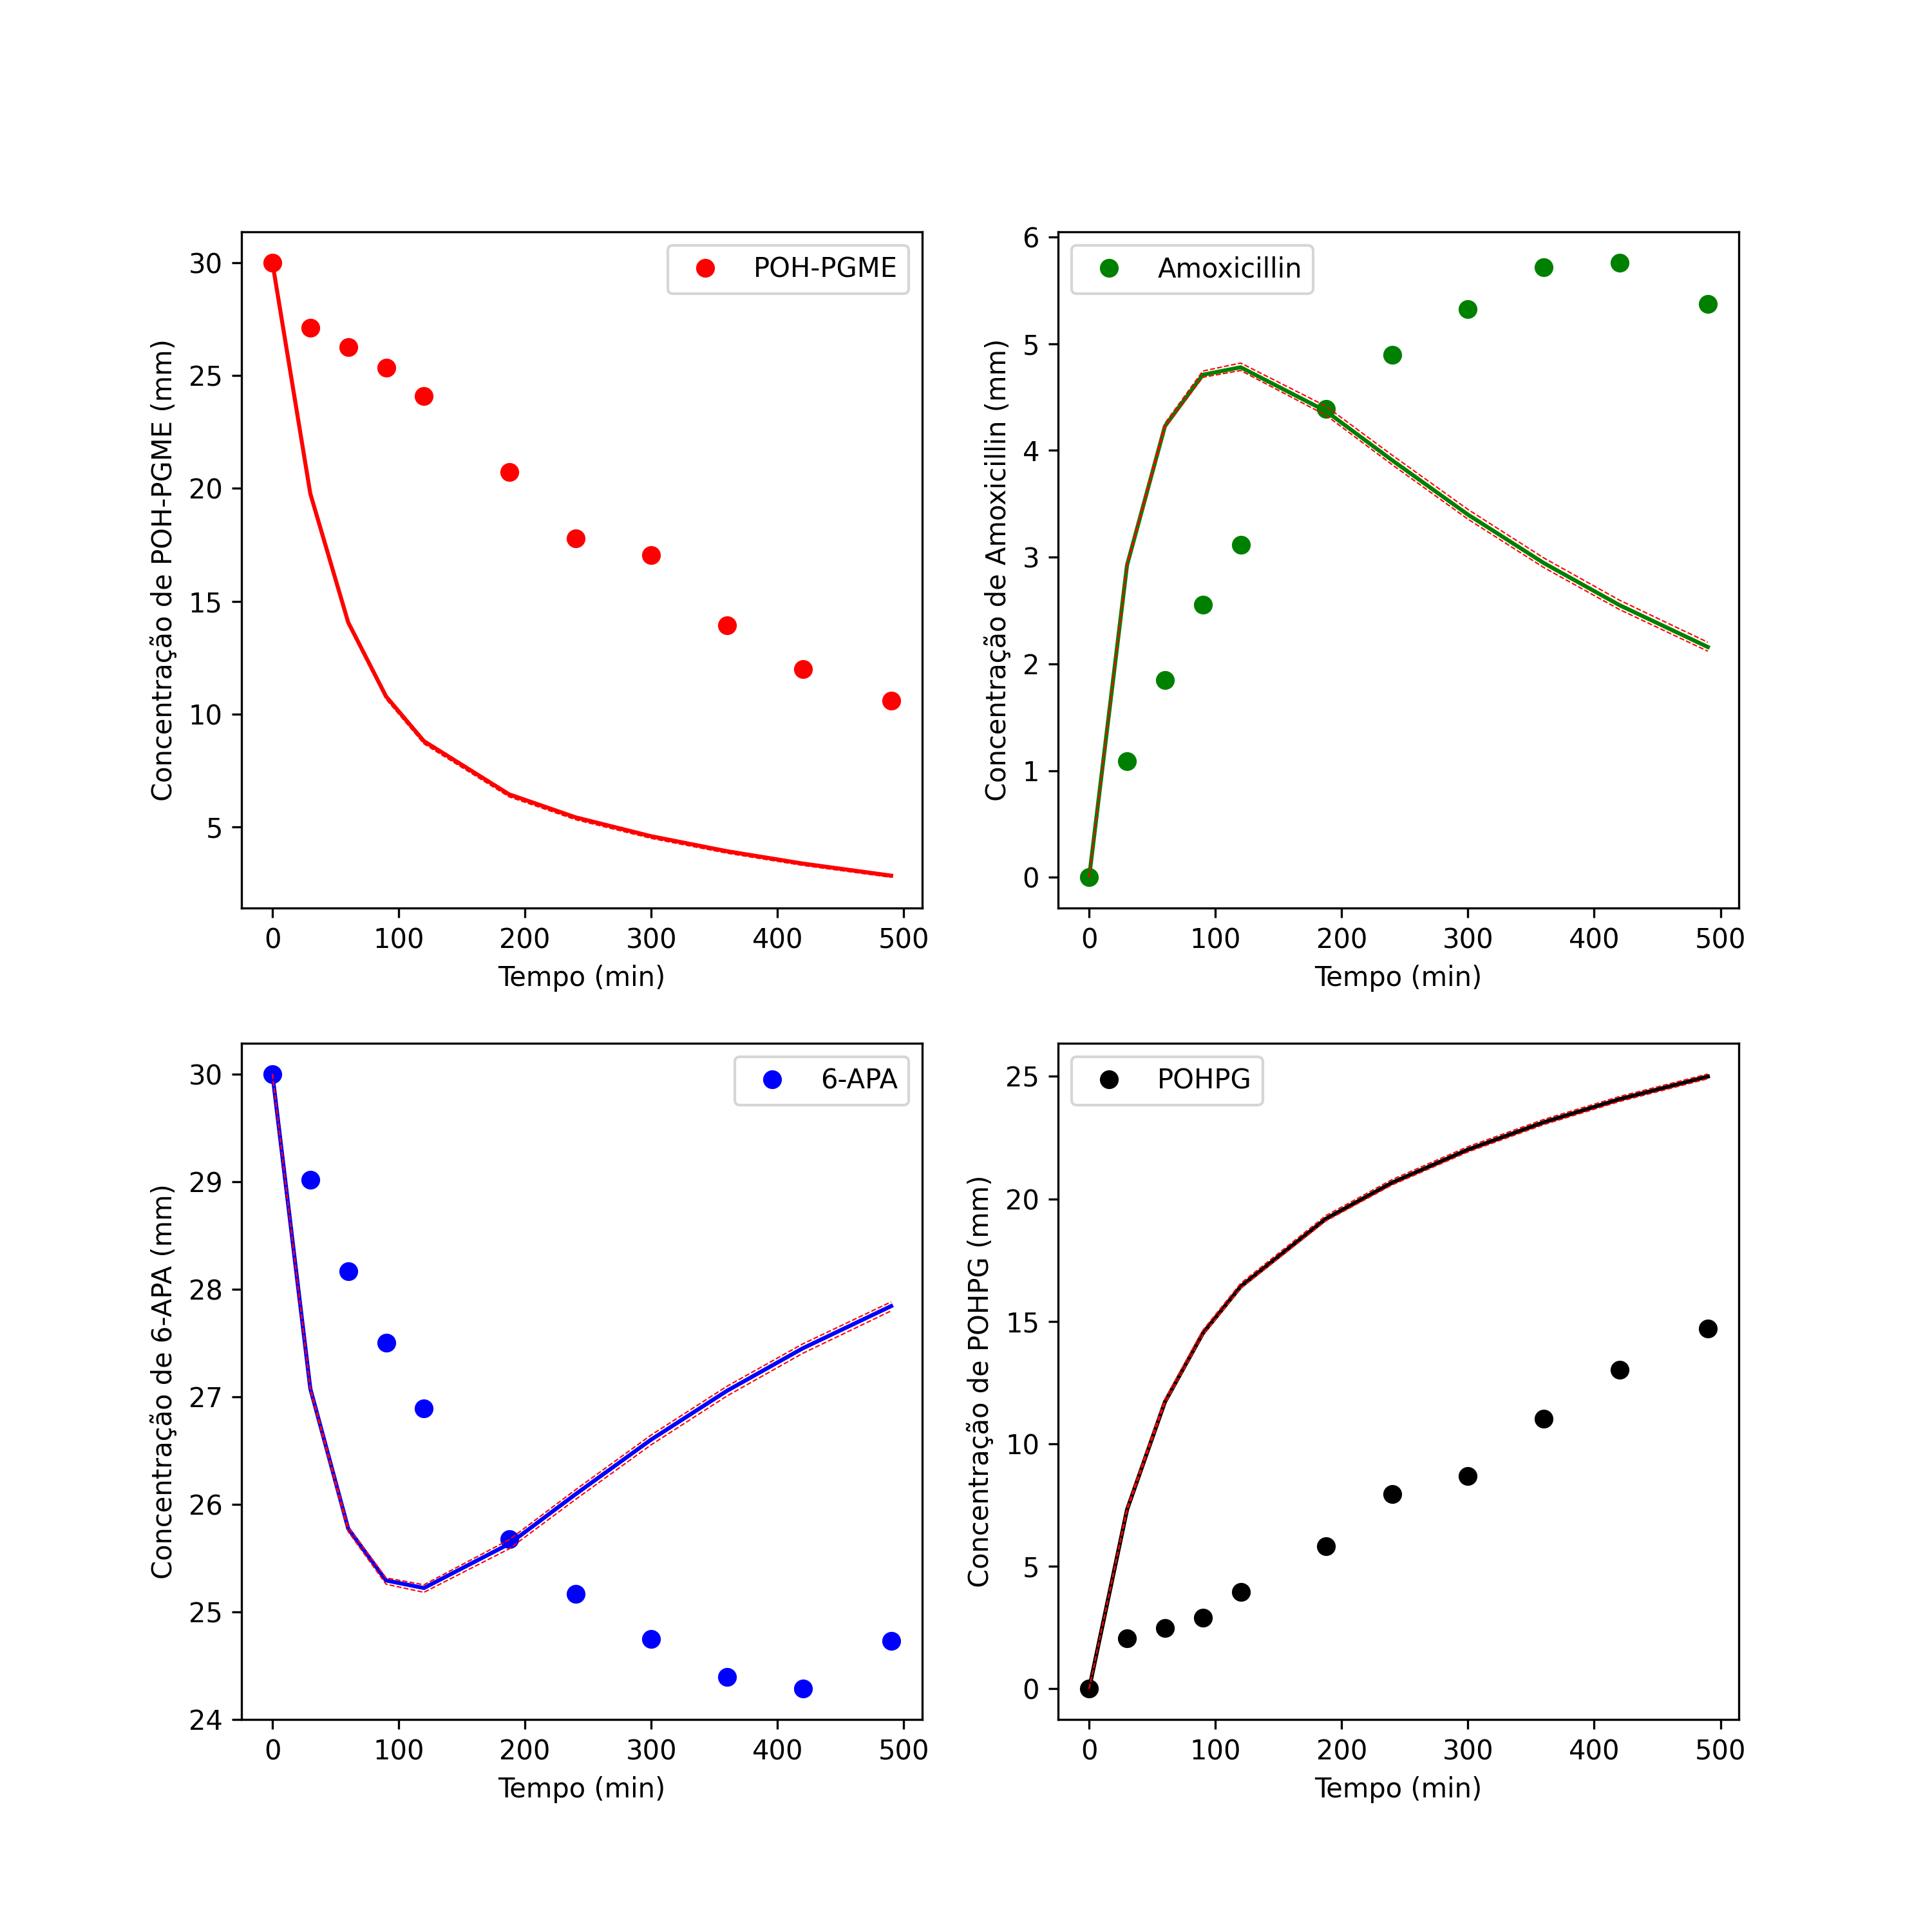 POH-PGME
Concentração de POH-PGME (mm)
30
25
20
15
10
5
0 100 200 300 400 500
Tempo (min)
Amoxicillin
Concentração de Amoxicillin (mm)
6
5
4
3
2
1
0
0 100 200 300 400 500
Tempo (min)
6-APA
Concentração de 6-APA (mm)
30
29
28
27
26
25
24
0 100 200 300 400 500
Tempo (min)
POHPG
Concentração de POHPG (mm)
25
20
15
10
5
0
0 100 200 300 400 500
Tempo (min)